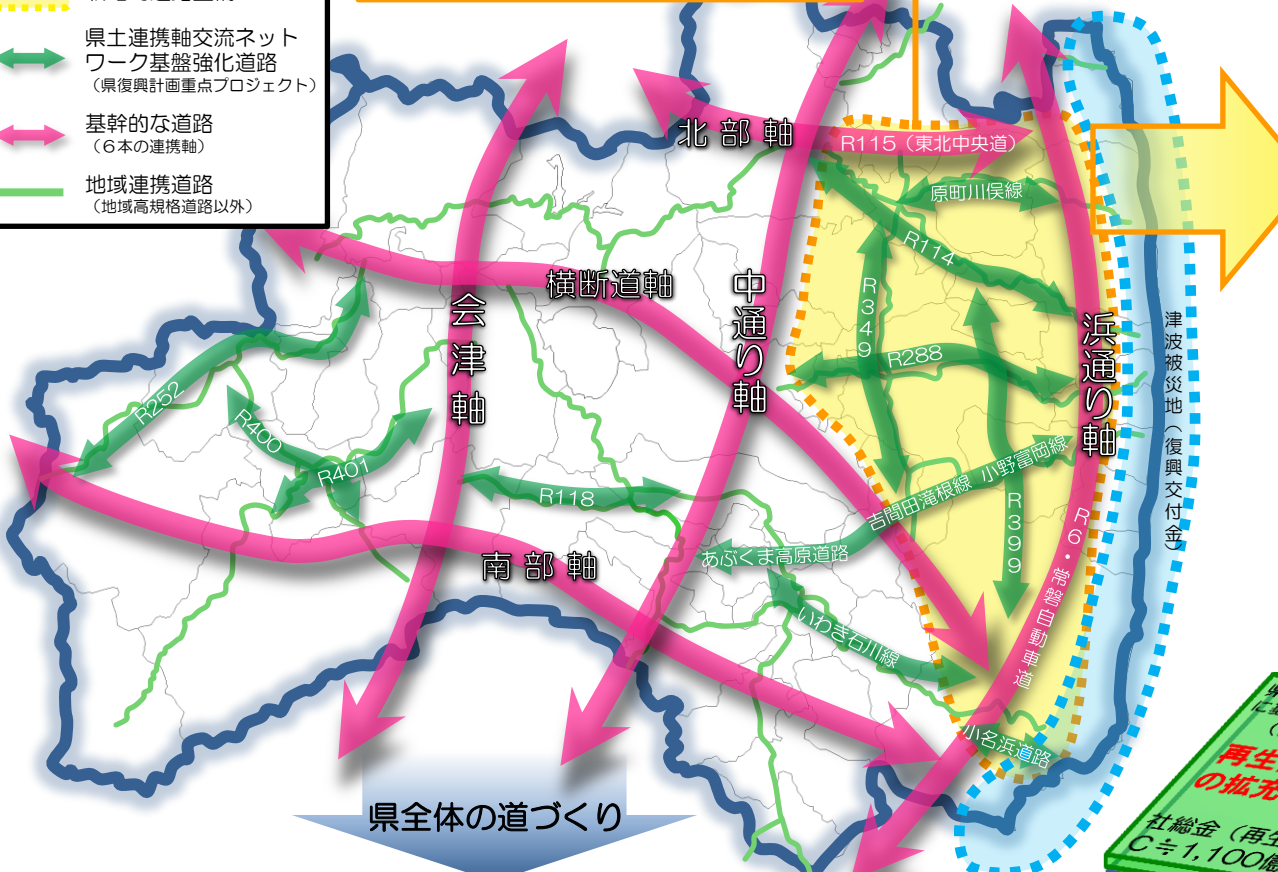 県土連携軸交流ネット
ワーク基盤強化道路
（県復興計画重点プロジェクト）
基幹的な道路
（６本の連携軸）
地域連携道路
（地域高規格道路以外）
北部軸
R115（東北中央道）
原町川俣線
R114
横断道軸
中通り軸
会津軸
R349
R288
浜通り軸
津波被災地（復興交付金）
R252
R400
R401
R118
吉間田滝根線
小野富岡線
R399
あぶくま高原道路
南部軸
R6・常磐自動車道
いわき石川線
小名浜道路
県全体の道づくり
再生
の拡充
社総金（再生
C≒1,100億